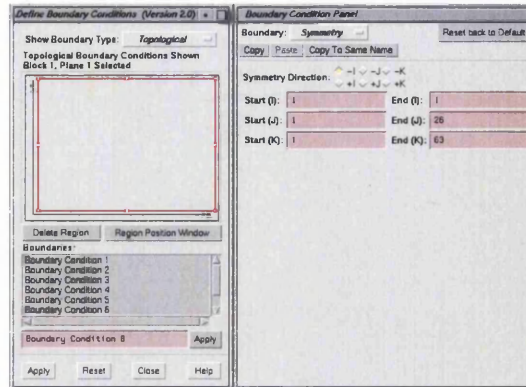 Define Boundary Conditions (Version 2.0)
Show Boundary Type: Topological
Topological Boundary Conditions Shown
Block 1, Plane 1 Selected
Delete Region
Region Position Window
Boundaries:
Boundary Condition 1
Boundary Condition 2
Boundary Condition 3
Boundary Condition 4
Boundary Condition 5
Boundary Condition 6
Boundary Condition 8
Apply
Apply
Reset
Close
Help
Boundary Condition Panel
Boundary: Symmetry
Reset back to Default
Copy
Paste
Copy To Same Name
Symmetry Direction:
-I
-J
-K
+I
+J
+K
Start (I): 1
End (I): 1
Start (J): 1
End (J): 26
Start (K): 1
End (K): 63